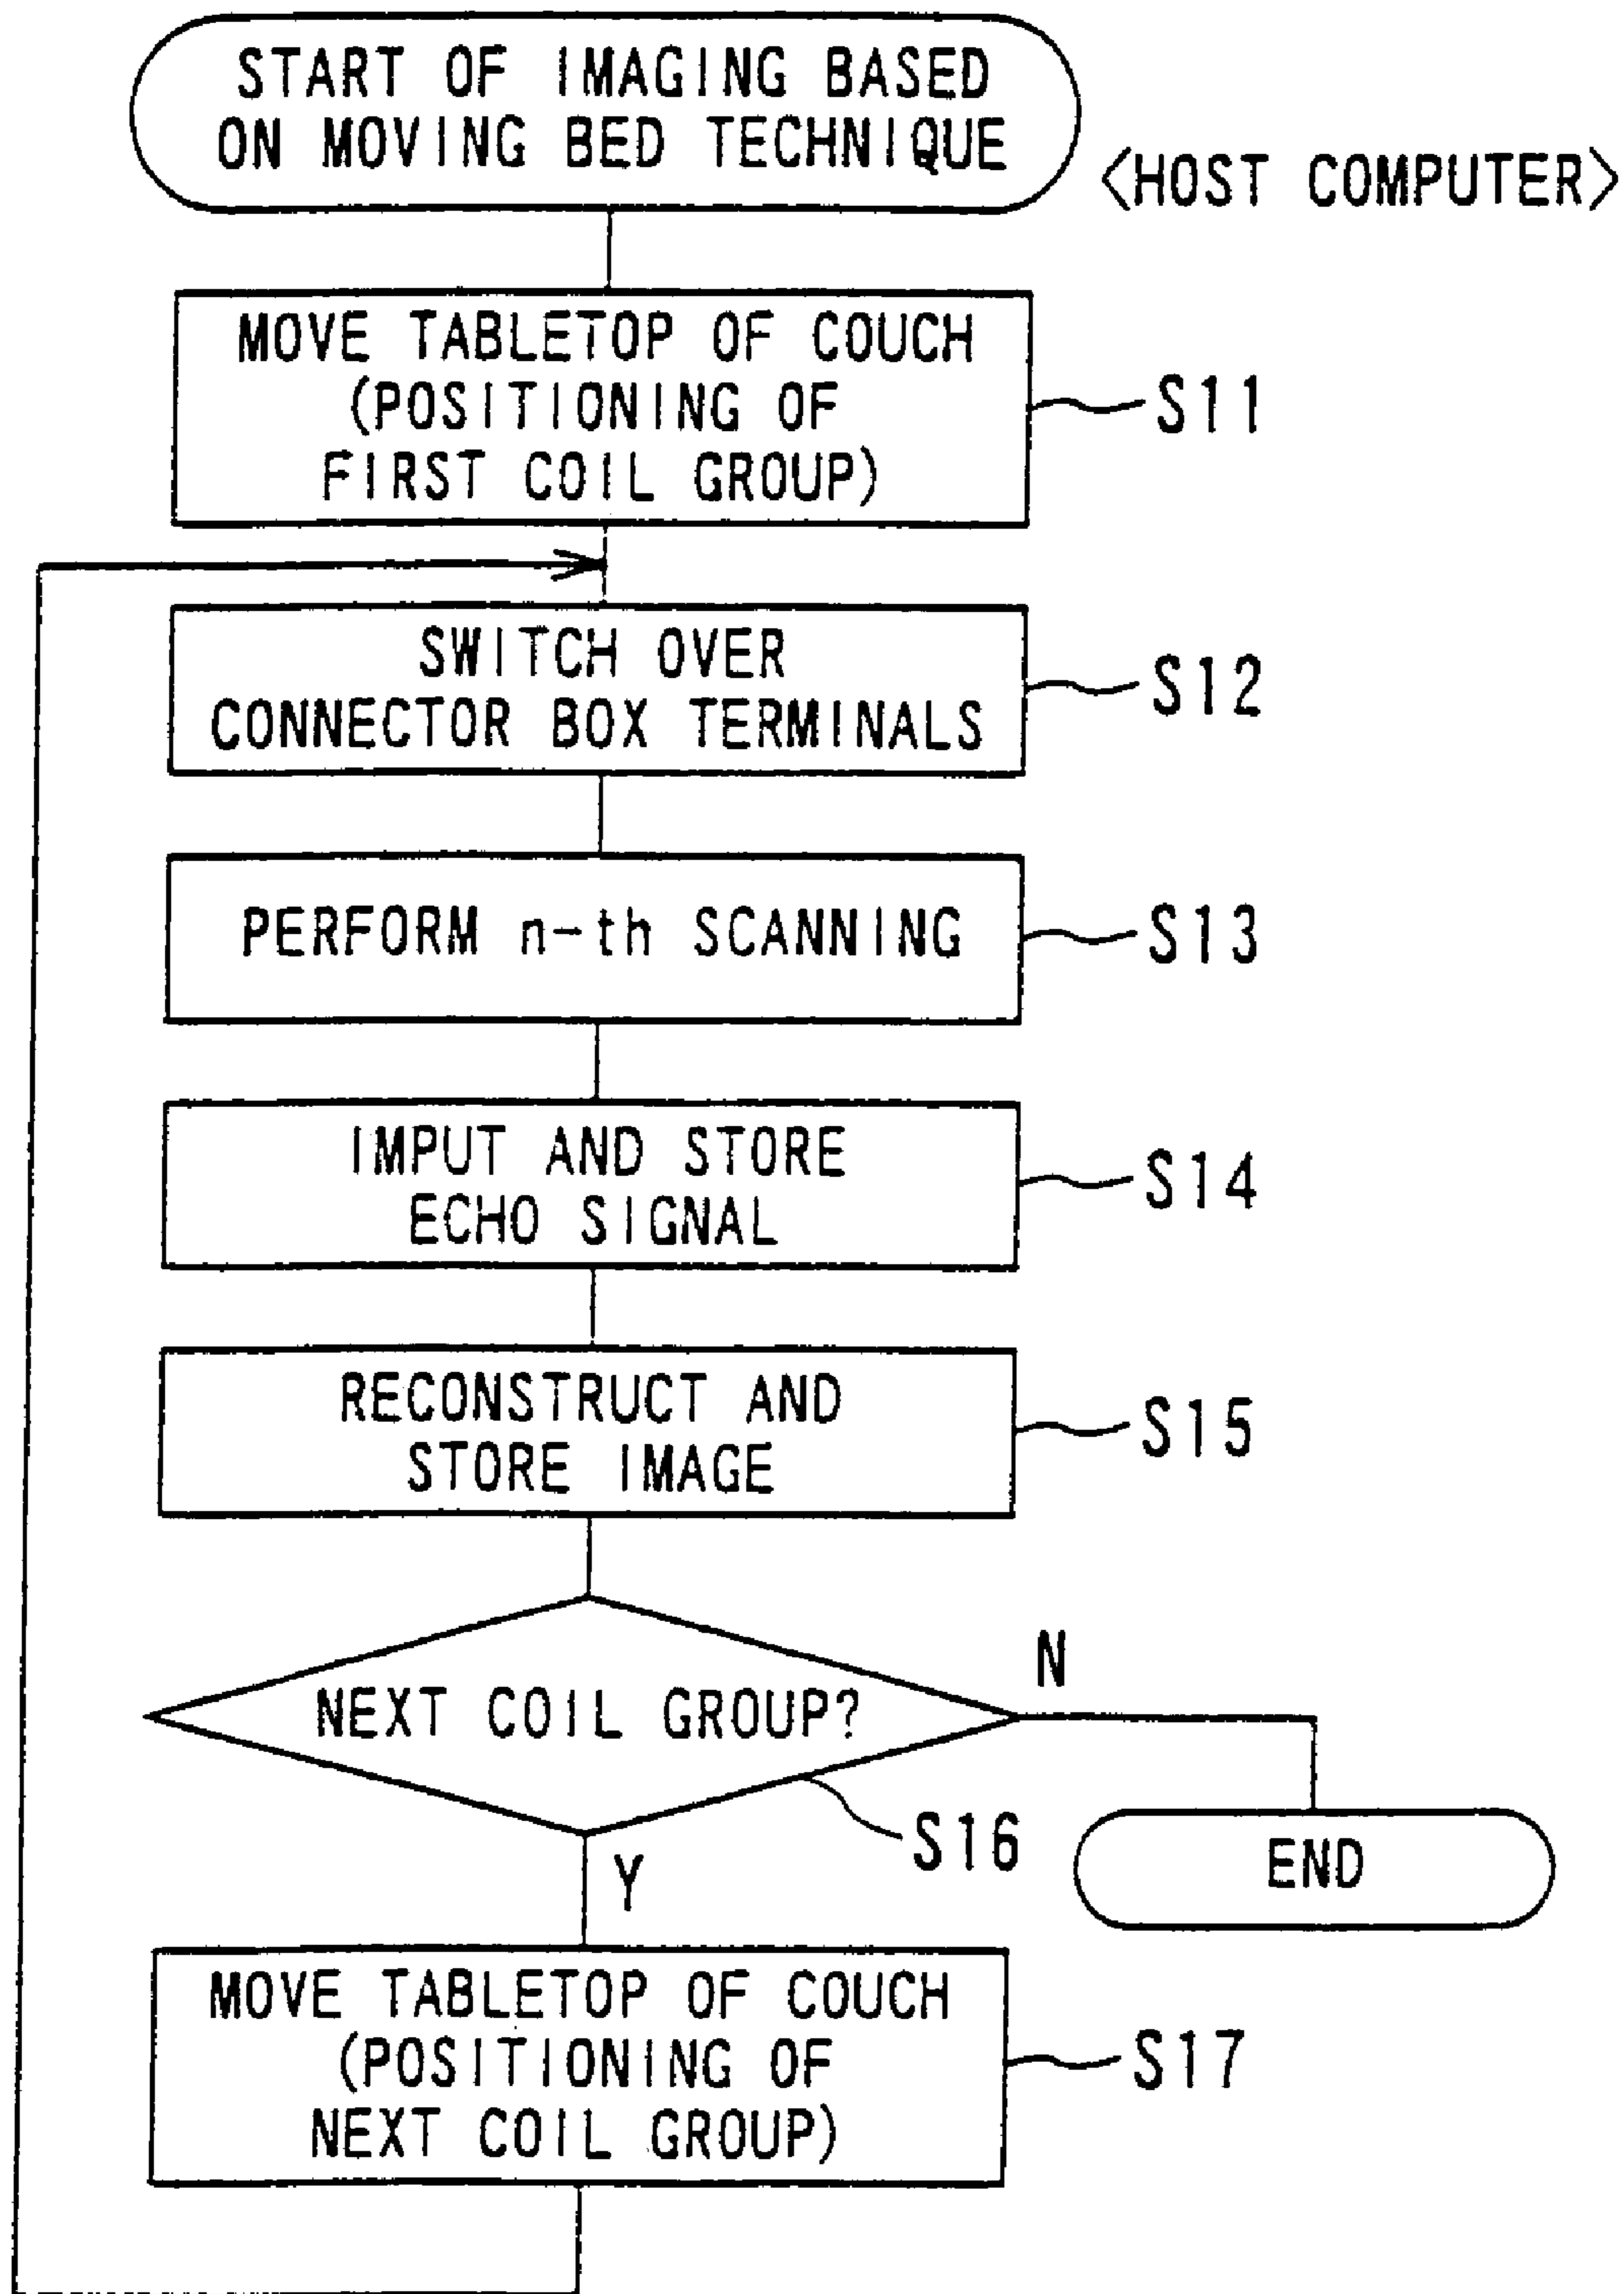 START OF IMAGING BASED
ON MOVING BED TECHNIQUE
<HOST COMPUTER>
MOVE TABLETOP OF COUCH
(POSITIONING OF
FIRST COIL GROUP)
S11
SWITCH OVER
CONNECTOR BOX TERMINALS
S12
PERFORM n-th SCANNING
S13
IMPUT AND STORE
ECHO SIGNAL
S14
RECONSTRUCT AND
STORE IMAGE
S15
NEXT COIL GROUP?
N
S16
END
Y
MOVE TABLETOP OF COUCH
(POSITIONING OF
NEXT COIL GROUP)
S17